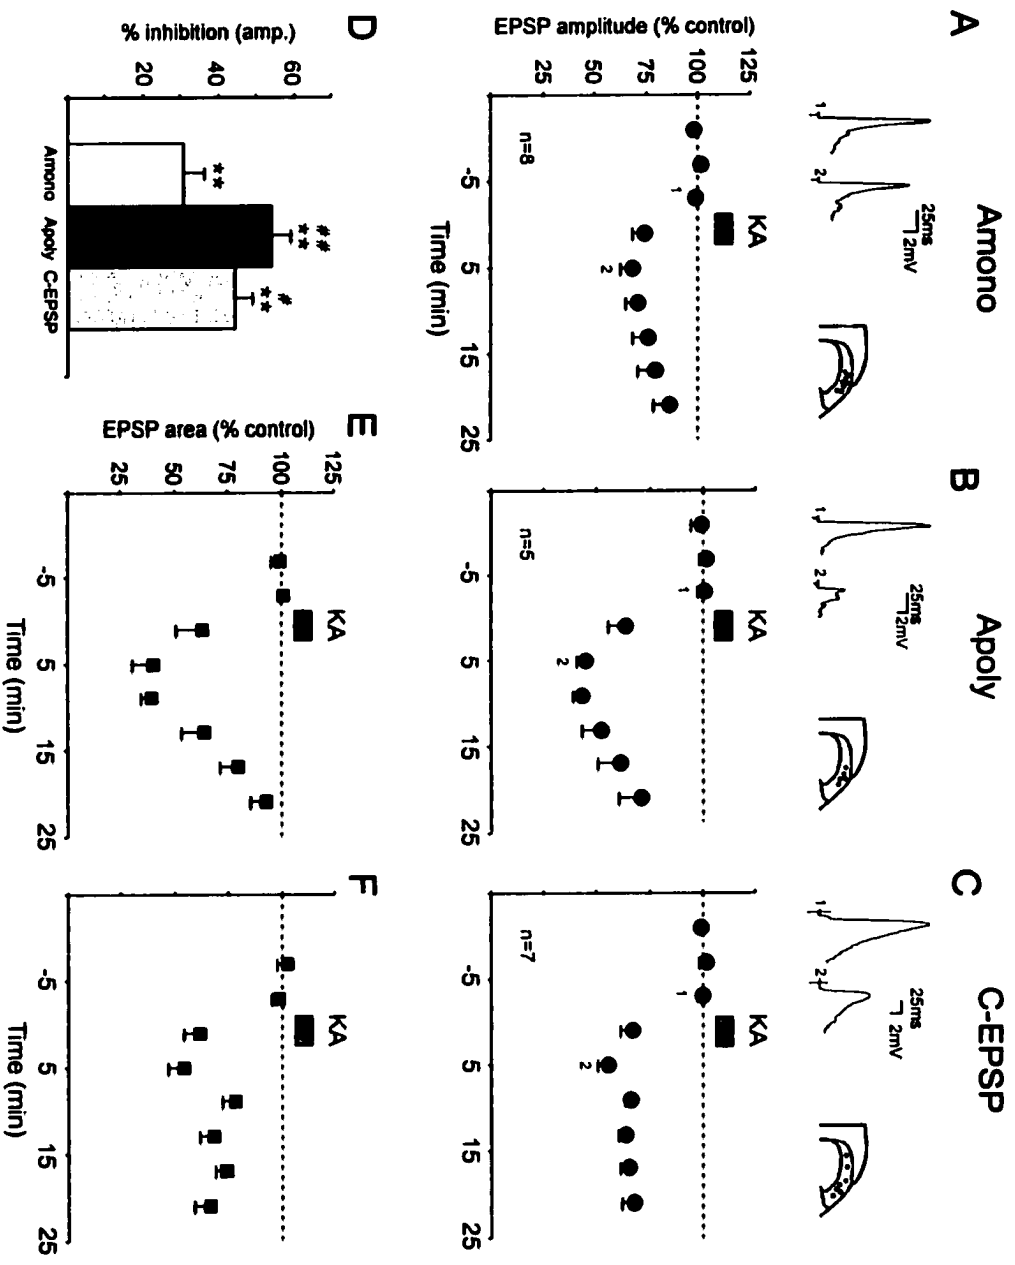 A
Amono
25ms
2mV
1
2
EPSP amplitude (% control)
125
100
75
50
25
KA
1
2
n=8
-5
5
15
25
Time (min)
B
Apoly
25ms
2mV
1
2
KA
1
2
n=5
-5
5
15
25
C
C-EPSP
25ms
2mV
1
2
KA
1
2
n=7
-5
5
15
25
D
% inhibition (amp.)
60
40
20
**
##
**
#
**
Amono
Apoly
C-EPSP
E
EPSP area (% control)
125
100
75
50
25
KA
-5
5
15
25
Time (min)
F
KA
-5
5
15
25
Time (min)